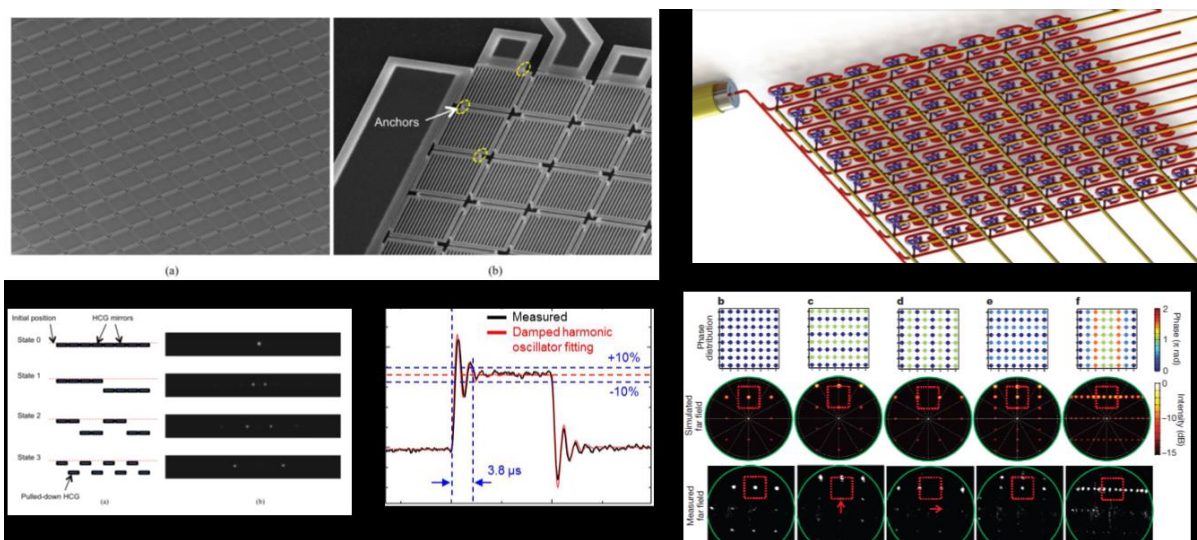 Anchors
(a)
(b)
Initial position
HCG mirrors
State 0
State 1
State 2
State 3
Pulled-down HCG
(a)
(b)
Measured
Damped harmonic
oscillator fitting
+10%
-10%
3.8 µs
b
c
d
e
f
Phase
distribution
2
1
0
Phase (π rad)
Simulated
far field
0
−5
−10
−15
Intensity (dB)
Measured
far field